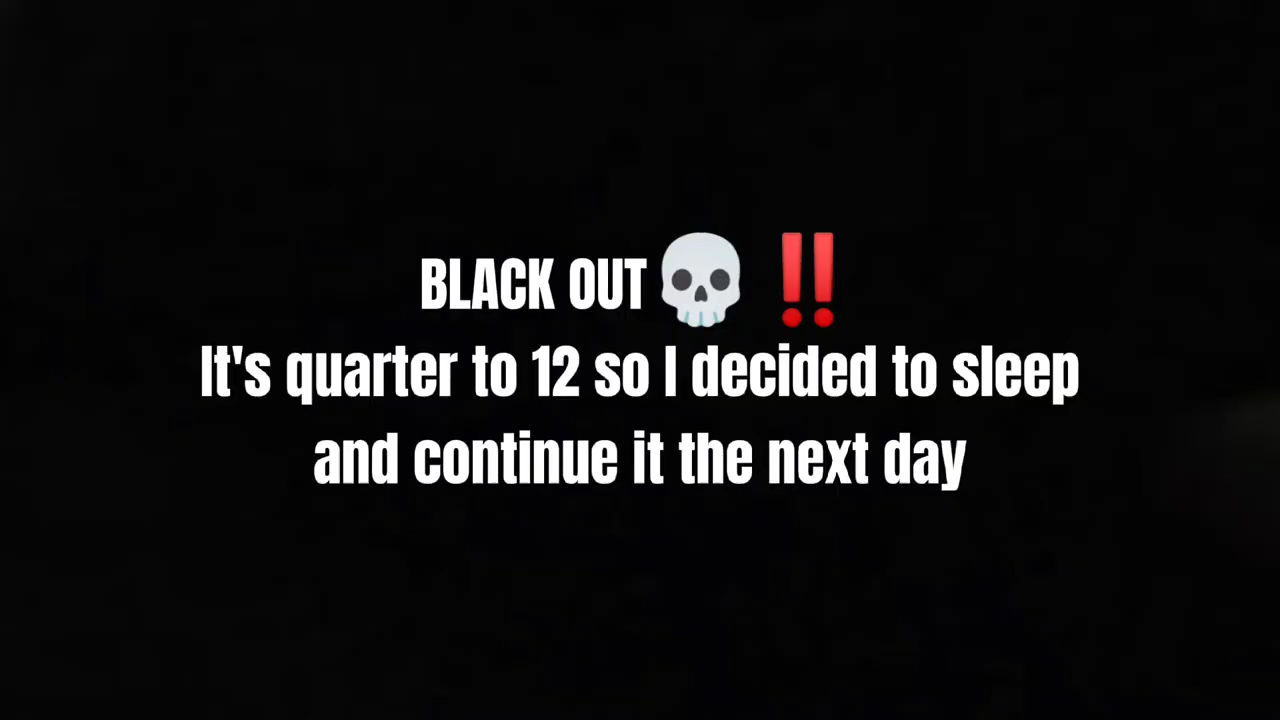 BLACK OUT💀 ‼️
It's quarter to 12 so I decided to sleep
and continue it the next day